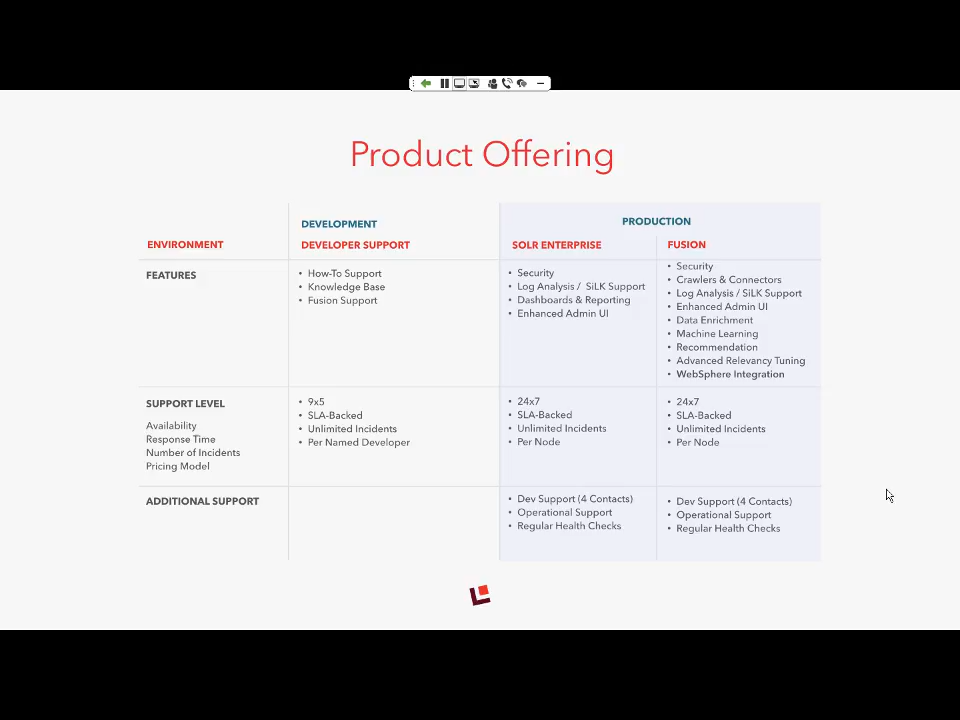 Product Offering
DEVELOPMENT
PRODUCTION
ENVIRONMENT
DEVELOPER SUPPORT
SOLR ENTERPRISE
FUSION
FEATURES
• How-To Support
• Knowledge Base
• Fusion Support
• Security
• Log Analysis / SiLK Support
• Dashboards & Reporting
• Enhanced Admin UI
• Security
• Crawlers & Connectors
• Log Analysis / SiLK Support
• Enhanced Admin UI
• Data Enrichment
• Machine Learning
• Recommendation
• Advanced Relevancy Tuning
• WebSphere Integration
SUPPORT LEVEL
Availability
Response Time
Number of Incidents
Pricing Model
• 9x5
• SLA-Backed
• Unlimited Incidents
• Per Named Developer
• 24x7
• SLA-Backed
• Unlimited Incidents
• Per Node
• 24x7
• SLA-Backed
• Unlimited Incidents
• Per Node
ADDITIONAL SUPPORT
• Dev Support (4 Contacts)
• Operational Support
• Regular Health Checks
• Dev Support (4 Contacts)
• Operational Support
• Regular Health Checks